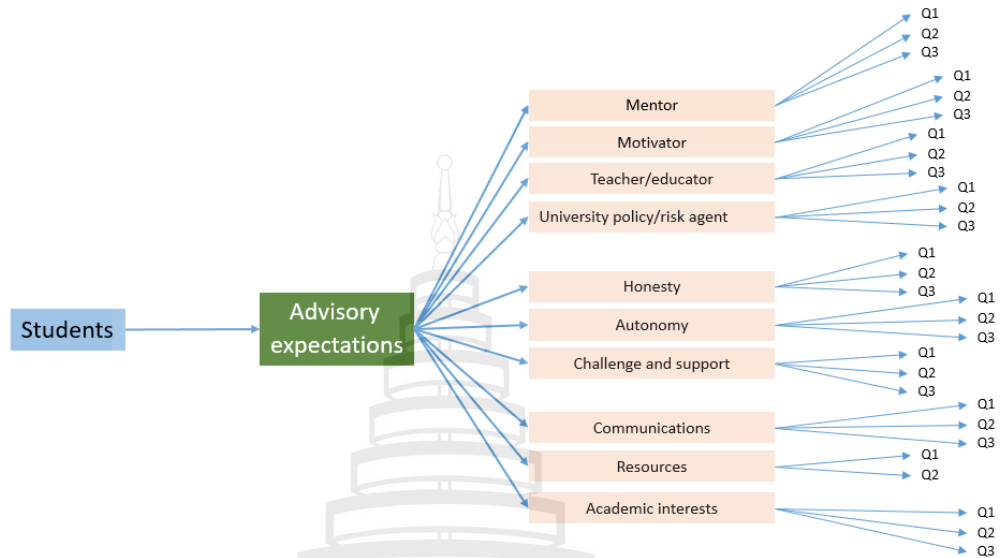 Students
Advisory
expectations
Mentor
Q1
Q2
Q3
Motivator
Q1
Q2
Q3
Teacher/educator
Q1
Q2
Q3
University policy/risk agent
Q1
Q2
Q3
Honesty
Q1
Q2
Q3
Autonomy
Q1
Q2
Q3
Challenge and support
Q1
Q2
Q3
Communications
Q1
Q2
Q3
Resources
Q1
Q2
Academic interests
Q1
Q2
Q3